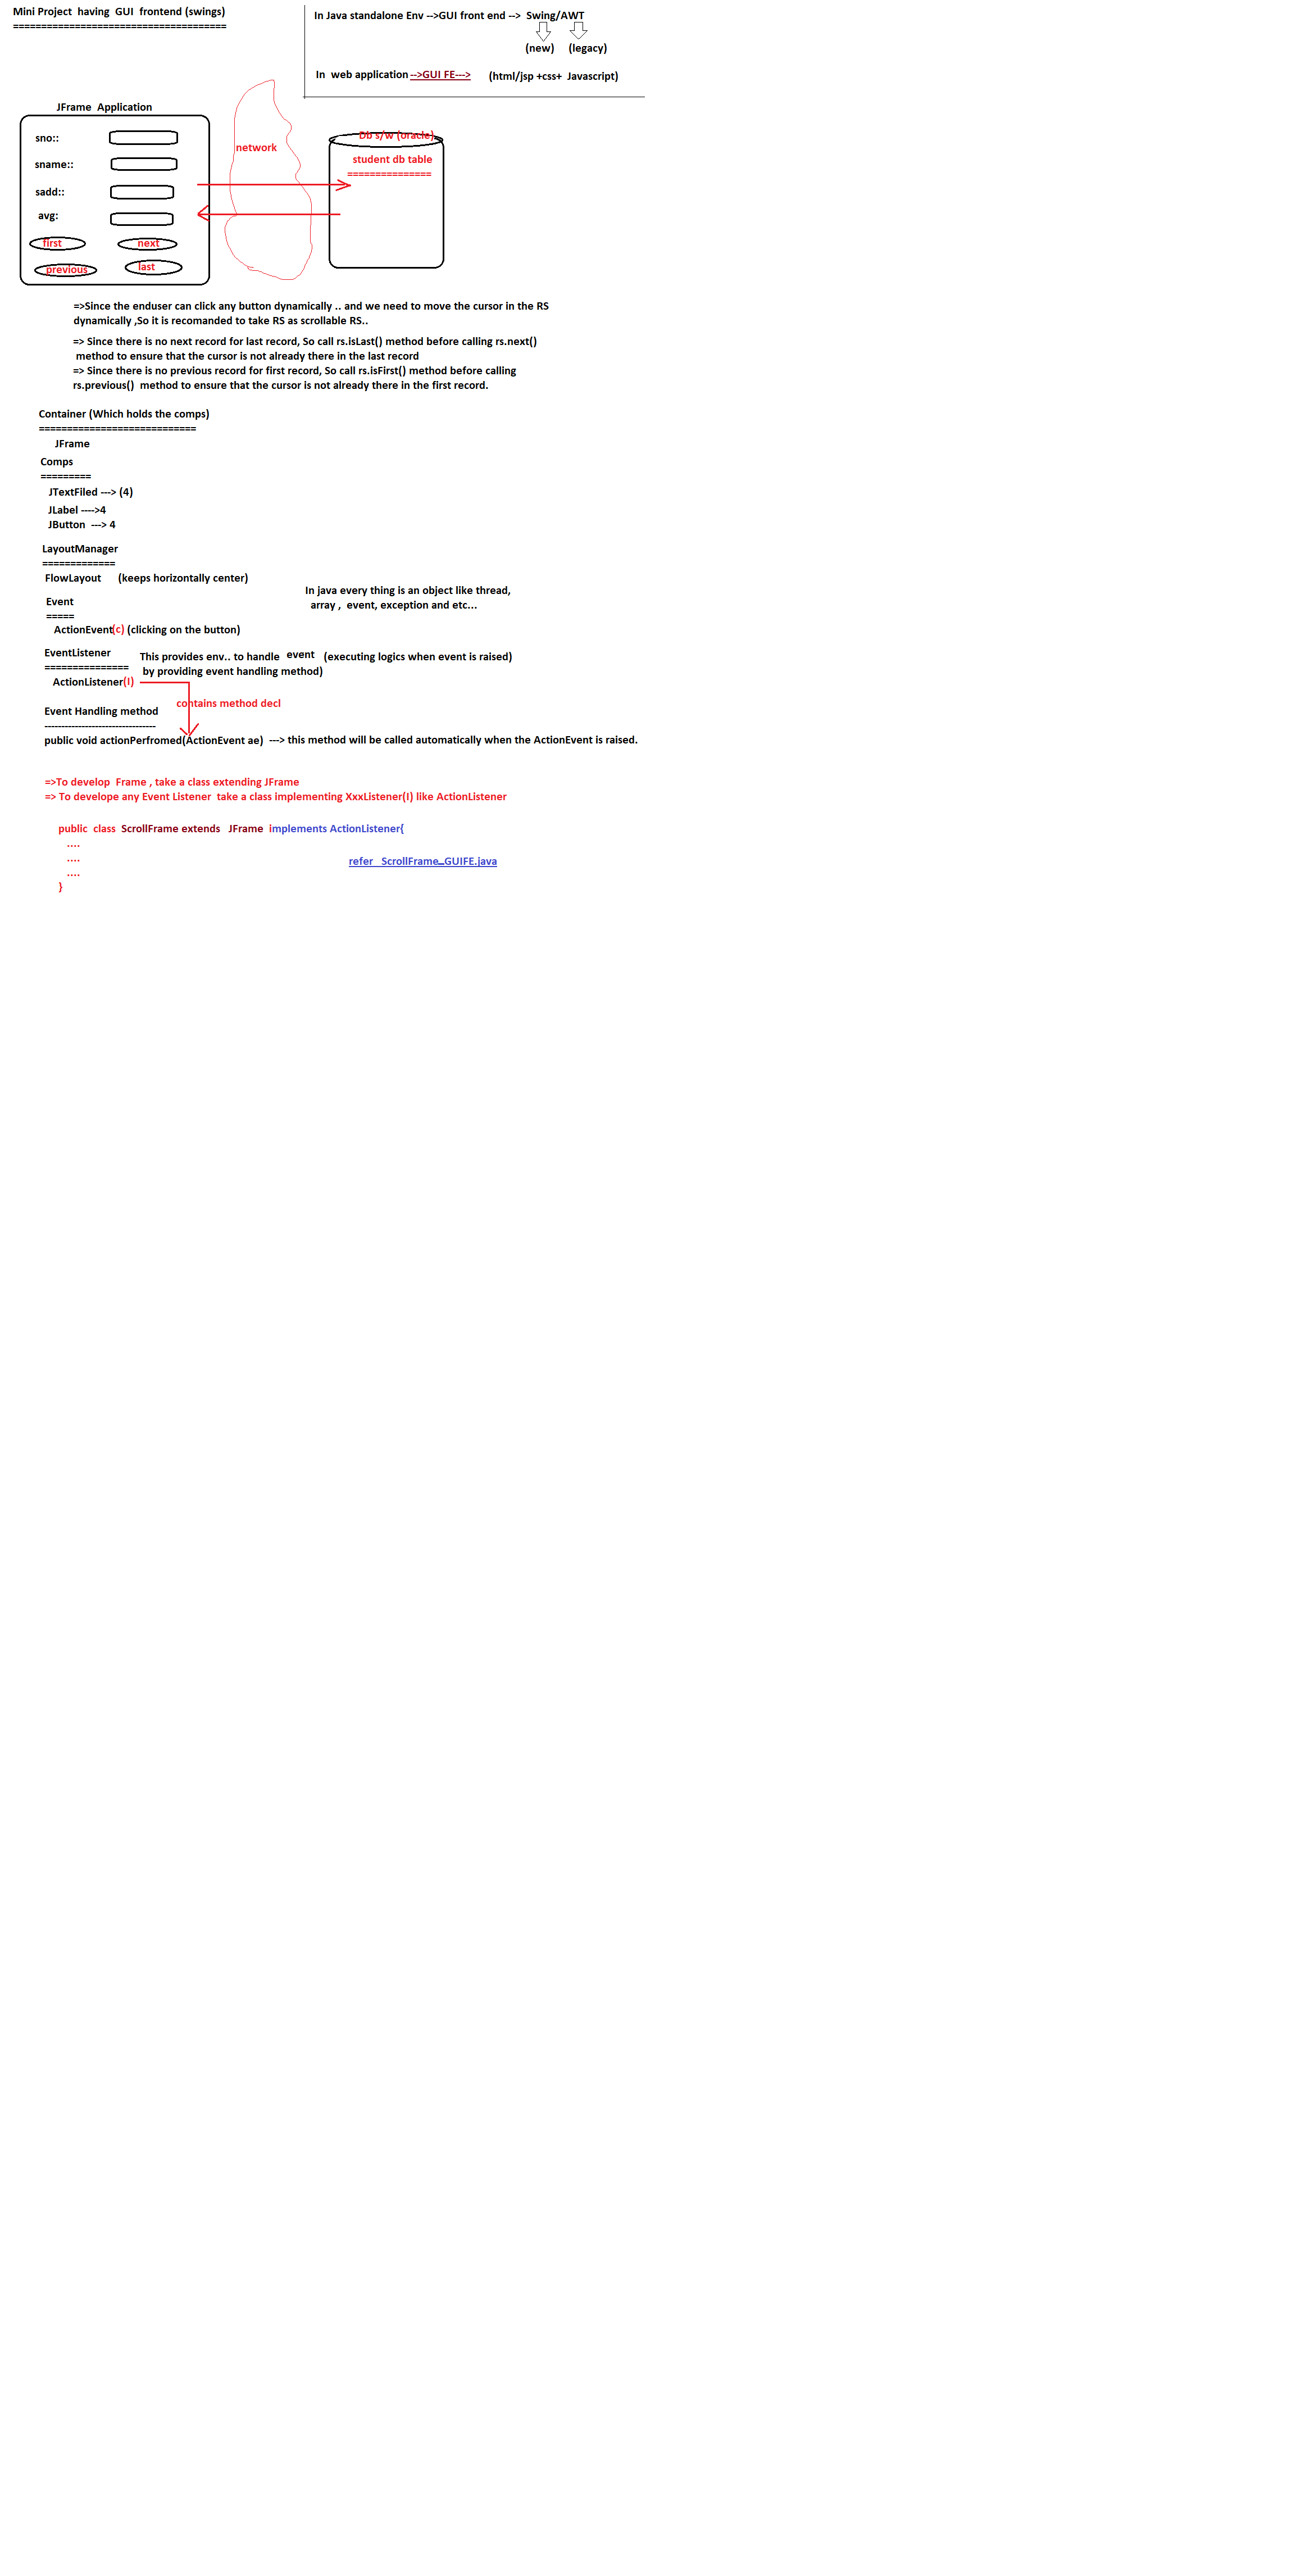 Mini Project  having  GUI  frontend (swings)
======================================
In Java standalone Env -->GUI front end -->  Swing/AWT
(new)    (legacy)
In  web application -->GUI FE--->    (html/jsp +css+  Javascript)
JFrame  Application
sno::
sname::
sadd::
avg:
first    next
previous    last
network
Db s/w (oracle)
student db table
===============
=>Since the enduser can click any button dynamically .. and we need to move the cursor in the RS
dynamically ,So it is recomanded to take RS as scrollable RS..
=> Since there is no next record for last record, So call rs.isLast() method before calling rs.next()
method to ensure that the cursor is not already there in the last record
=> Since there is no previous record for first record, So call rs.isFirst() method before calling
rs.previous()  method to ensure that the cursor is not already there in the first record.
Container (Which holds the comps)
============================
JFrame
Comps
=========
JTextFiled ---> (4)
JLabel ---->4
JButton  ---> 4
LayoutManager
=============
FlowLayout     (keeps horizontally center)
In java every thing is an object like thread,
array ,  event, exception and etc...
Event
=====
ActionEvent(c) (clicking on the button)
EventListener
===============
This provides env.. to handle  event   (executing logics when event is raised)
by providing event handling method)
ActionListener(I)
contains method decl
Event Handling method
---------------------------------
public void actionPerfromed(ActionEvent ae)  ---> this method will be called automatically when the ActionEvent is raised.
=>To develop  Frame , take a class extending JFrame
=> To develope any Event Listener  take a class implementing XxxListener(I) like ActionListener
public  class  ScrollFrame extends   JFrame  implements ActionListener{
....
....
refer   ScrollFrame_GUIFE.java
....
}